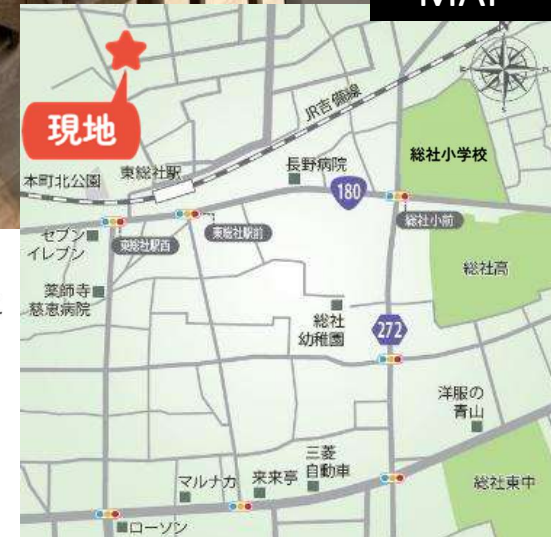 MAP
現地
JR吉備線
本町北公園
東総社駅
長野病院
総社小学校
180
セブン
イレブン
東総社駅西
東総社駅前
総社小前
総社高
薬師寺
慈恵病院
総社
幼稚園
272
洋服の
青山
三菱
自動車
マルナカ
来来亭
総社東中
ローソン